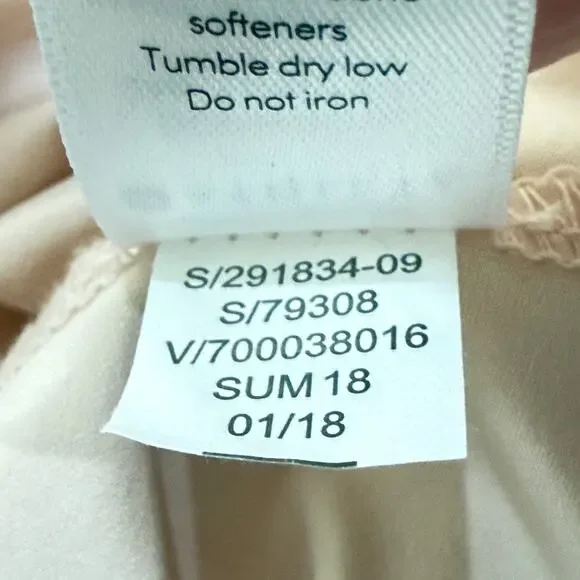 softeners
Tumble dry low
Do not iron
S/291834-09
S/79308
V/700038016
SUM 18
01/18